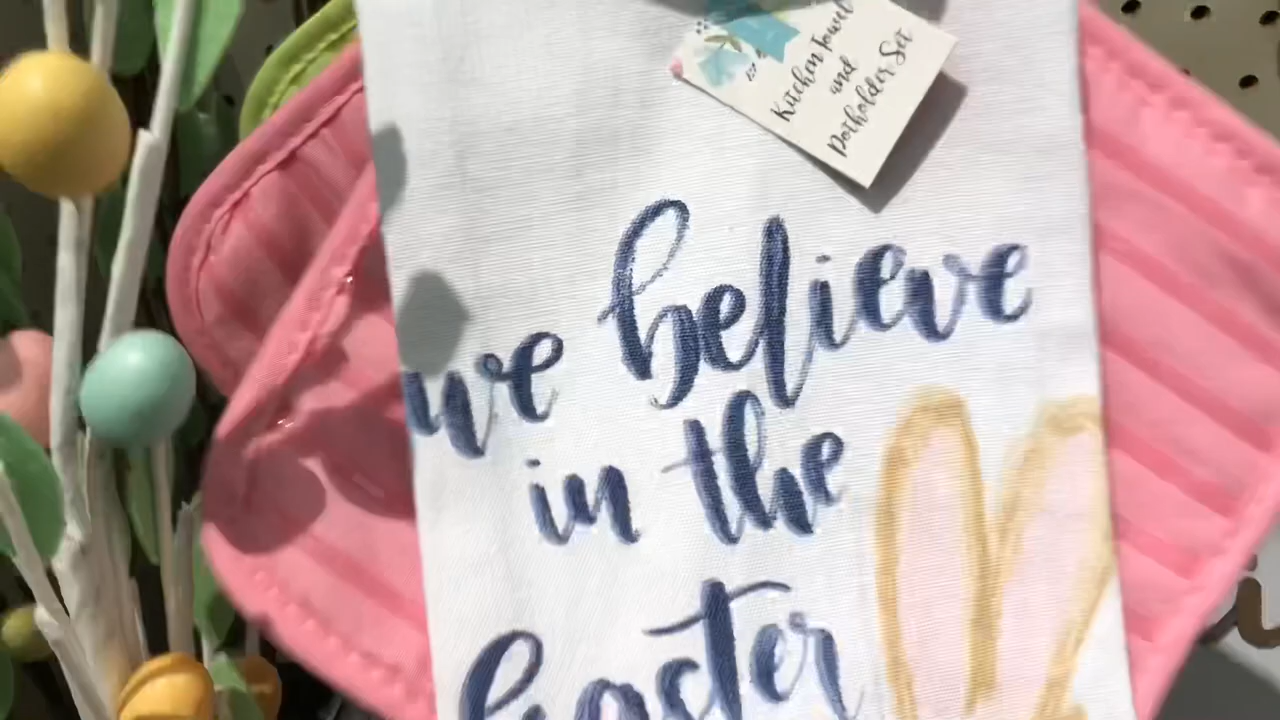 Kitchen Towel
and
Potholder Set
we believe
in the
Easter